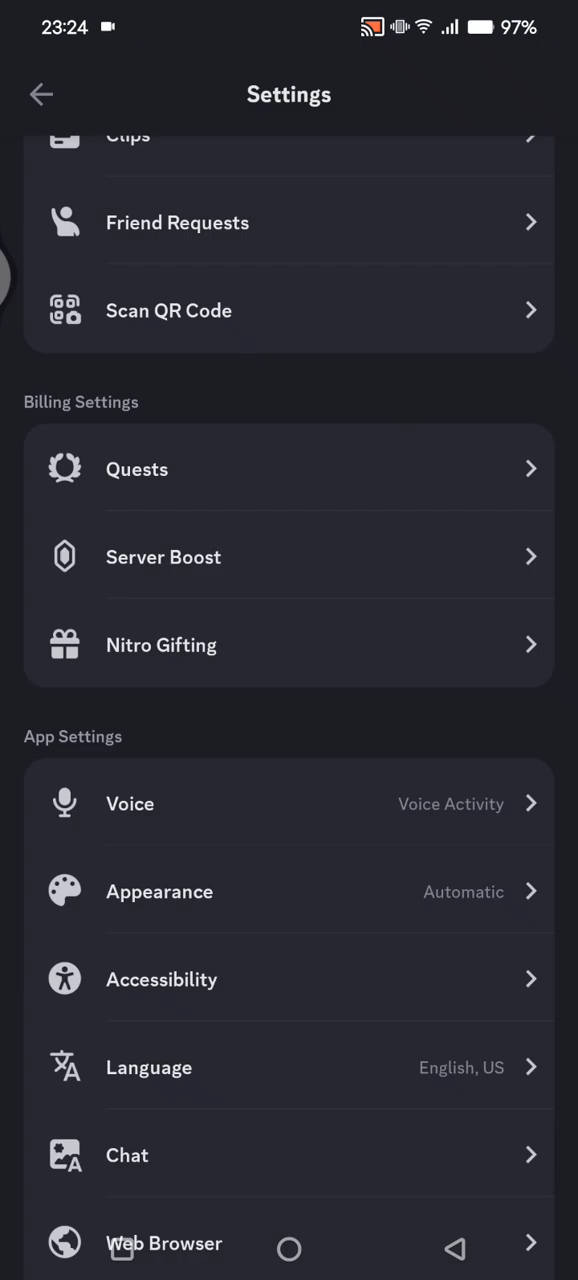 23:24
97%
Settings
Clips
Friend Requests
Scan QR Code
Billing Settings
Quests
Server Boost
Nitro Gifting
App Settings
Voice Voice Activity
Appearance Automatic
Accessibility
Language English, US
Chat
Web Browser